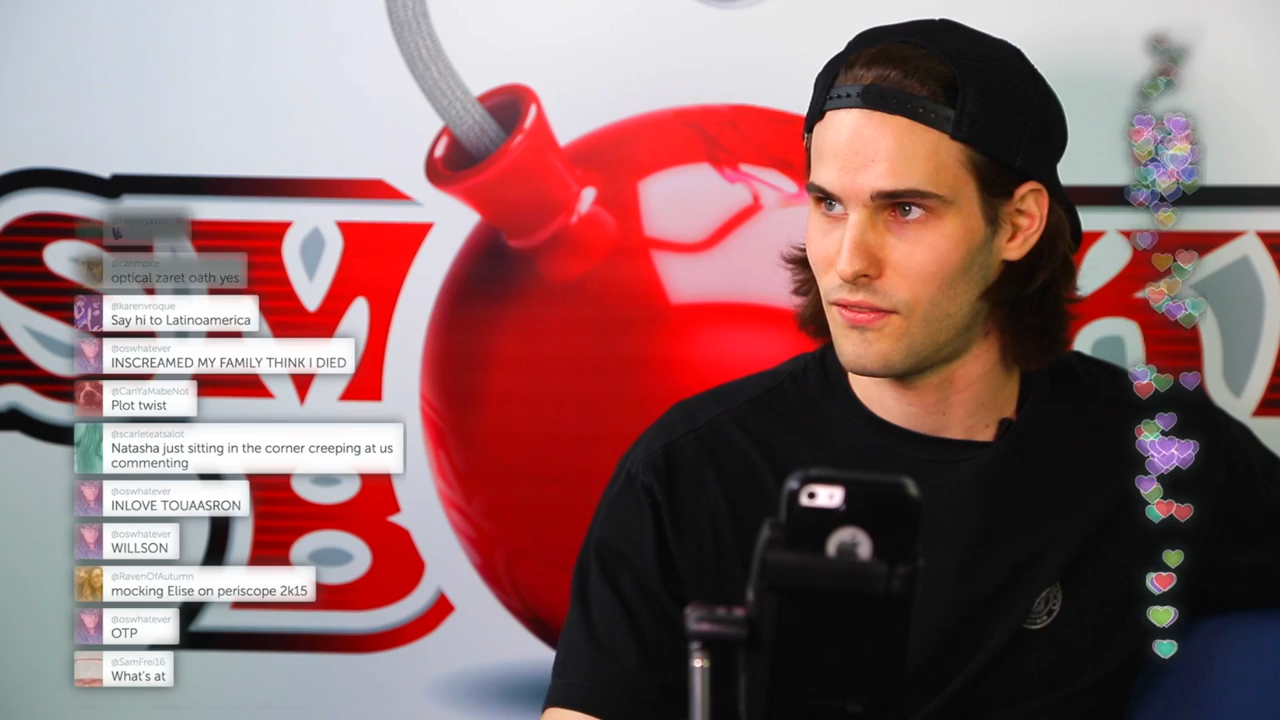 @carmpire
optical zaret oath yes
@karenvroque
Say hi to Latinoamerica
@oswhatever
INSCREAMED MY FAMILY THINK I DIED
@CanYaMabeNot
Plot twist
@scarleteatsalot
Natasha just sitting in the corner creeping at us
commenting
@oswhatever
INLOVE TOUAASRON
@oswhatever
WILLSON
@RavenOfAutumn
mocking Elise on periscope 2k15
@oswhatever
OTP
@SamFrei16
What's at